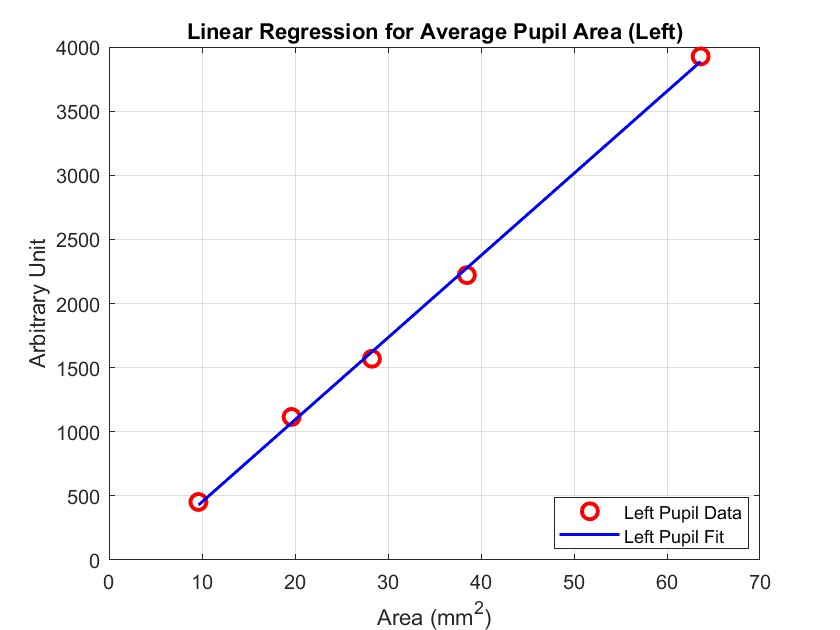 Linear Regression for Average Pupil Area (Left)
4000
3500
3000
2500
2000
1500
1000
500
0
Arbitrary Unit
0 10 20 30 40 50 60 70
Area (mm²)
Left Pupil Data
Left Pupil Fit